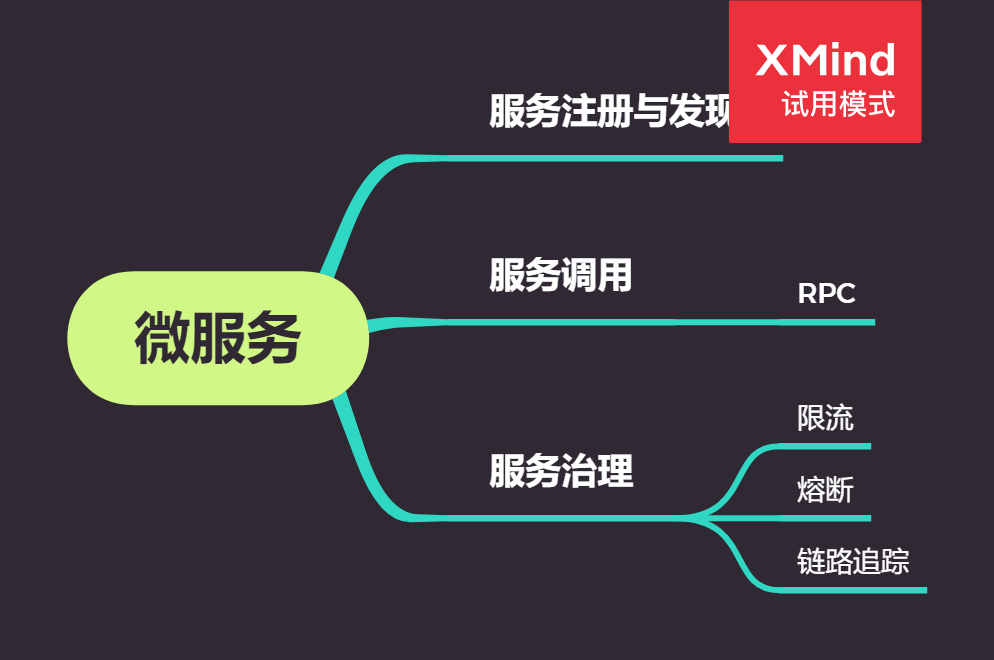 XMind
试用模式
服务注册与发现
服务调用
RPC
微服务
限流
服务治理
熔断
链路追踪